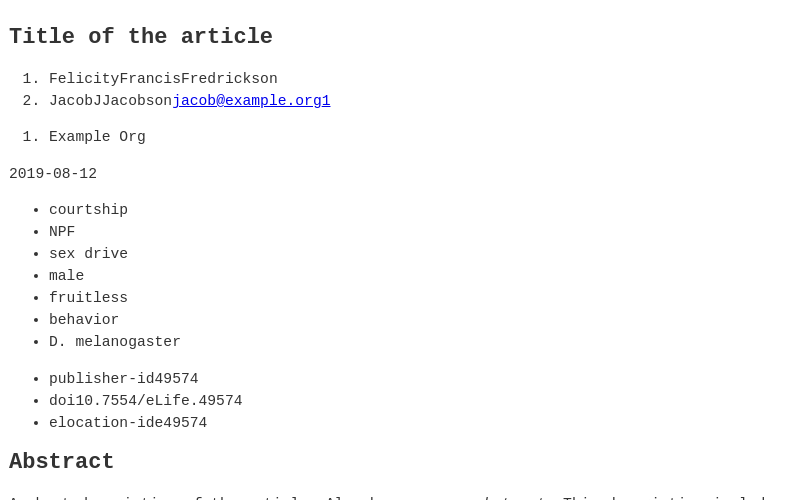 Title of the article
1. FelicityFrancisFredrickson
2. JacobJJacobsonjacob@example.org1
1. Example Org
2019-08-12
• courtship
• NPF
• sex drive
• male
• fruitless
• behavior
• D. melanogaster
• publisher-id49574
• doi10.7554/eLife.49574
• elocation-ide49574
Abstract